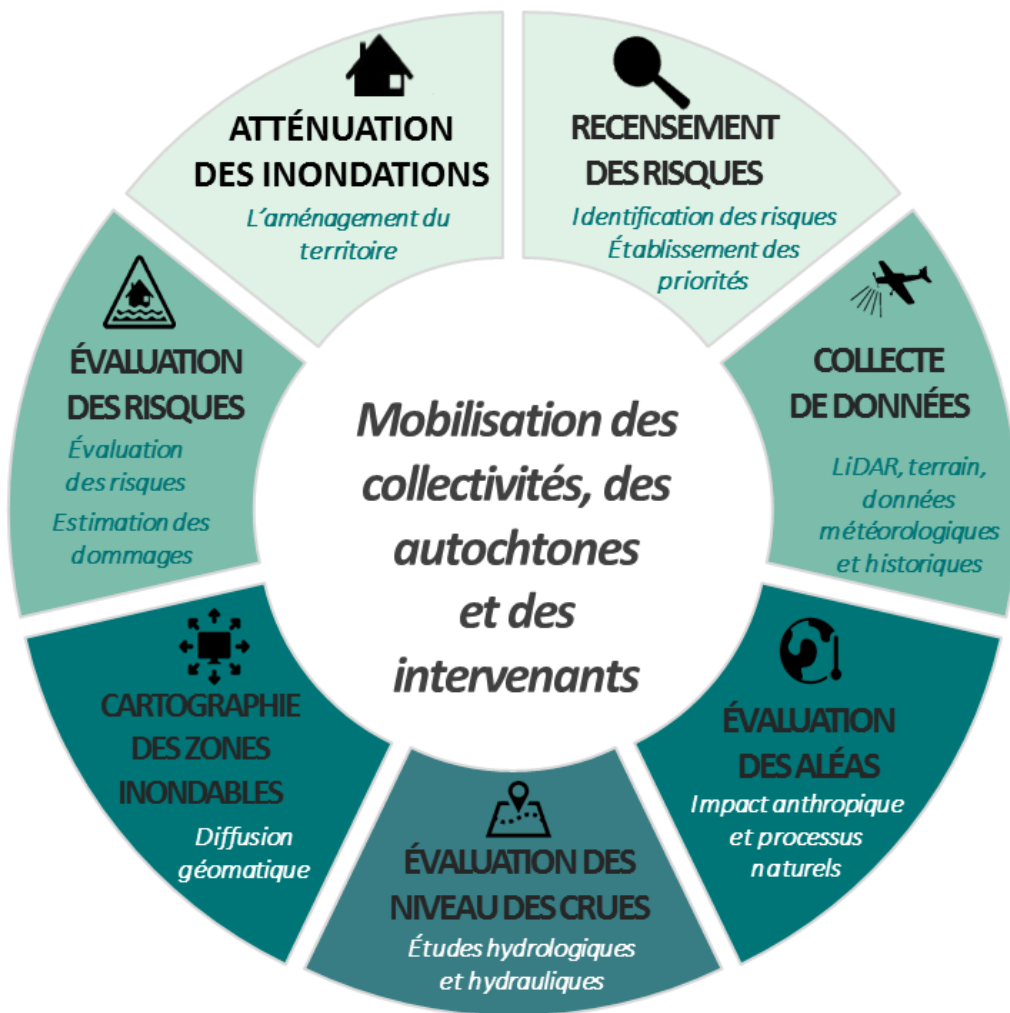 ATTÉNUATION
DES INONDATIONS
L'aménagement du
territoire
RECENSEMENT
DES RISQUES
Identification des risques
Établissement des
priorités
COLLECTE
DE DONNÉES
LiDAR, terrain,
données
météorologiques
et historiques
ÉVALUATION
DES ALÉAS
Impact anthropique
et processus
naturels
ÉVALUATION DES
NIVEAU DES CRUES
Études hydrologiques
et hydrauliques
CARTOGRAPHIE
DES ZONES
INONDABLES
Diffusion
géomatique
ÉVALUATION
DES RISQUES
Évaluation
des risques
Estimation des
dommages
Mobilisation des
collectivités, des
autochtones
et des
intervenants